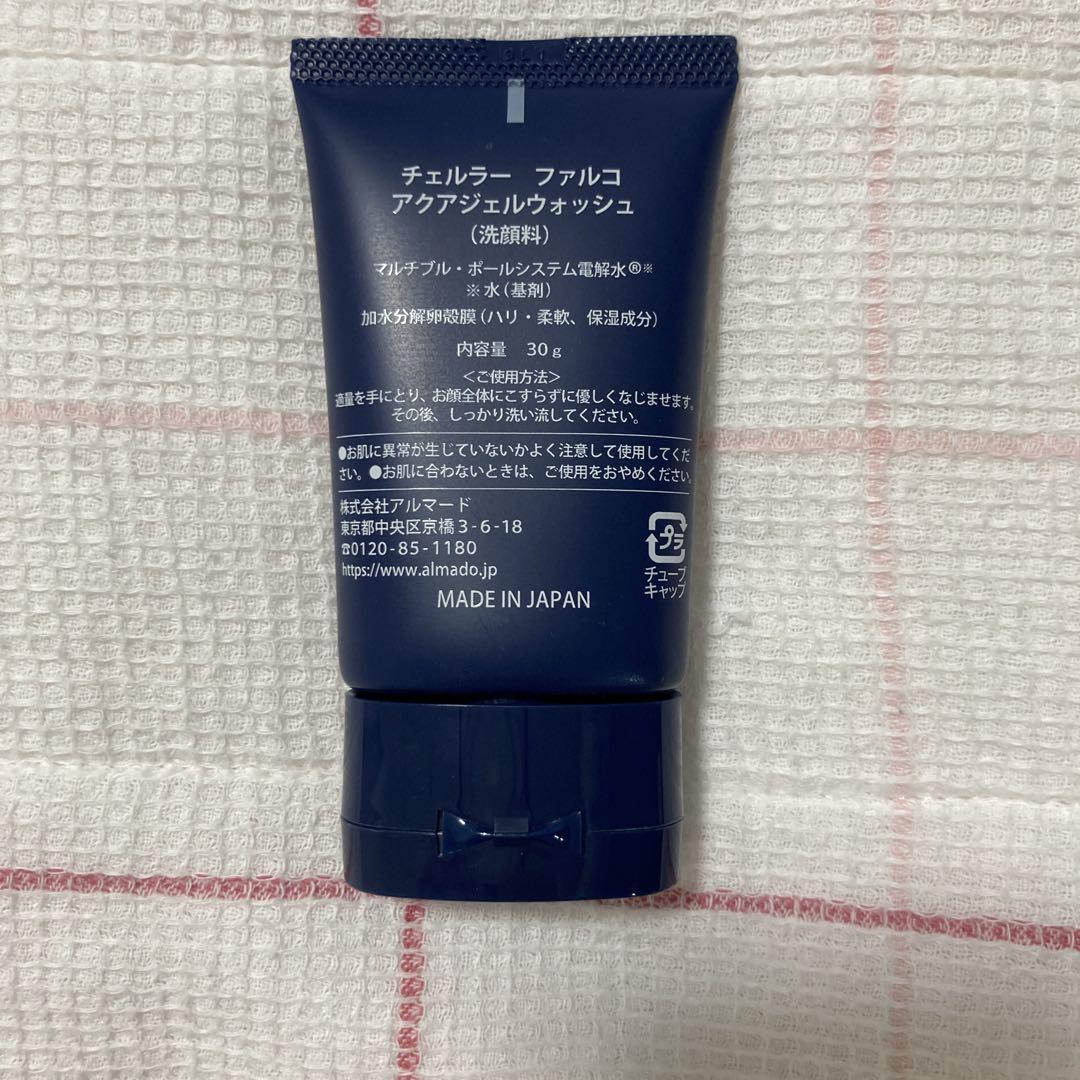 チェルラー　ファルコ
アクアジェルウォッシュ
（洗顔料）
マルチプル・ポールシステム電解水®※
※水（基剤）
加水分解卵殻膜（ハリ・柔軟、保湿成分）
内容量　30g
＜ご使用方法＞
適量を手にとり、お顔全体にこすらずに優しくなじませます。
その後、しっかり洗い流してください。
●お肌に異常が生じていないかよく注意して使用してくだ
さい。●お肌に合わないときは、ご使用をおやめください。
株式会社アルマード
東京都中央区京橋3-6-18
☎0120-85-1180
https://www.almado.jp
プラ
チューブ
キャップ
MADE IN JAPAN